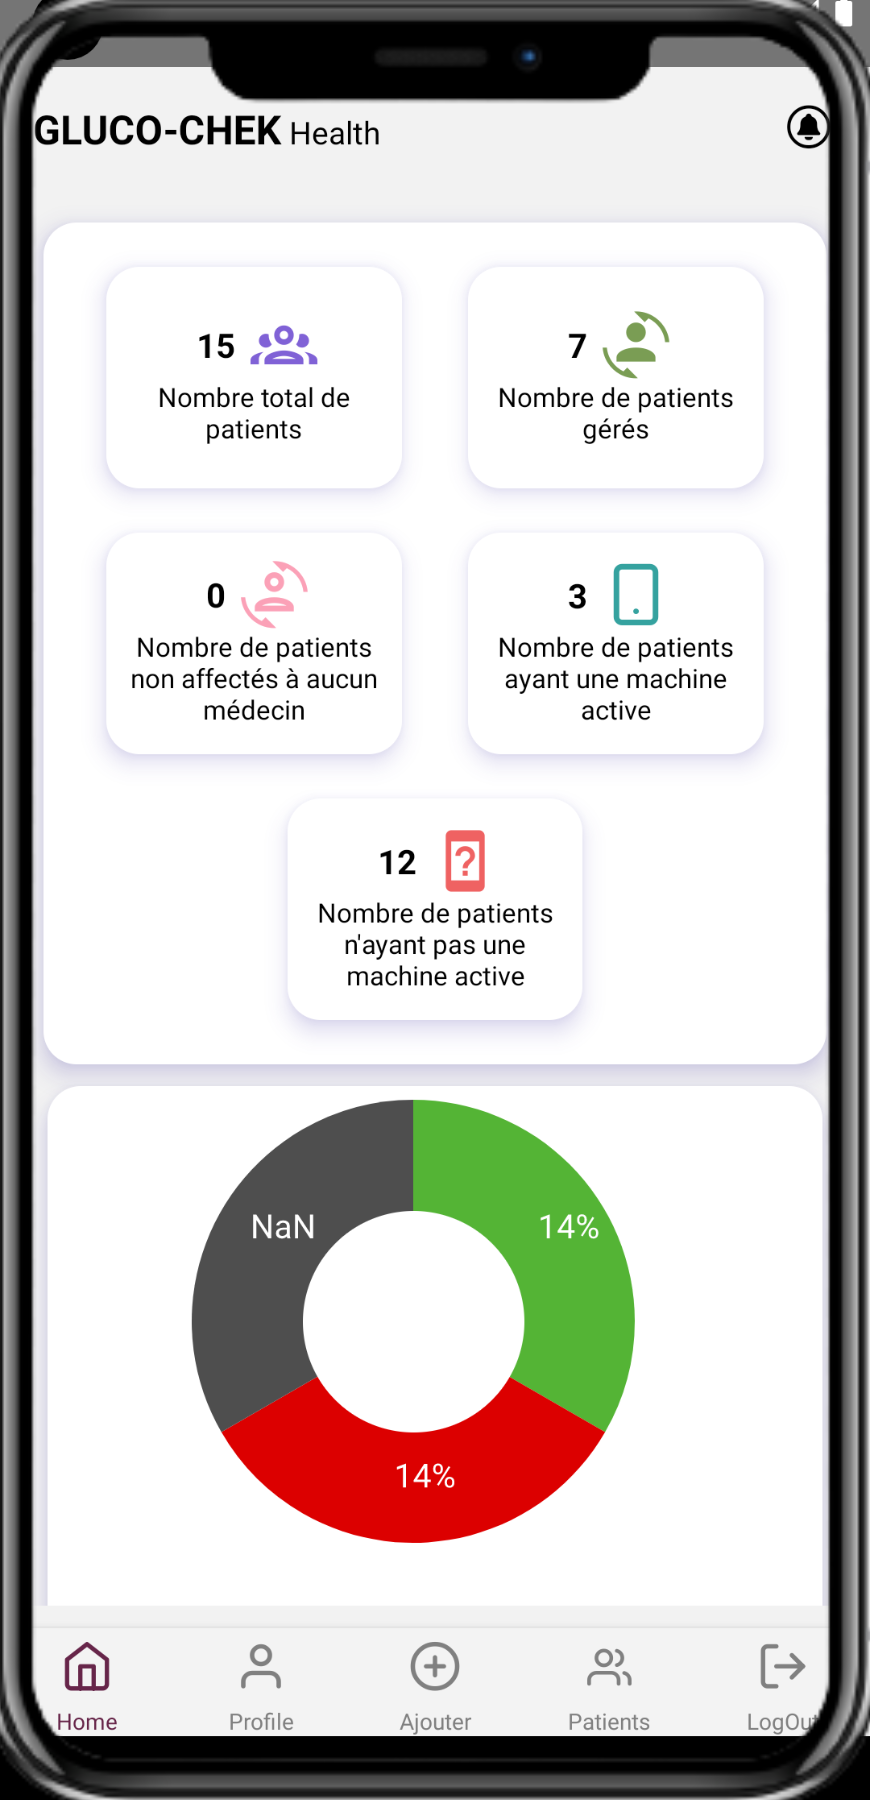 GLUCO-CHEK Health
15
Nombre total de
patients
7
Nombre de patients
gérés
0
Nombre de patients
non affectés à aucun
médecin
3
Nombre de patients
ayant une machine
active
12
?
Nombre de patients
n'ayant pas une
machine active
NaN
14%
14%
Home
Profile
Ajouter
Patients
LogOut